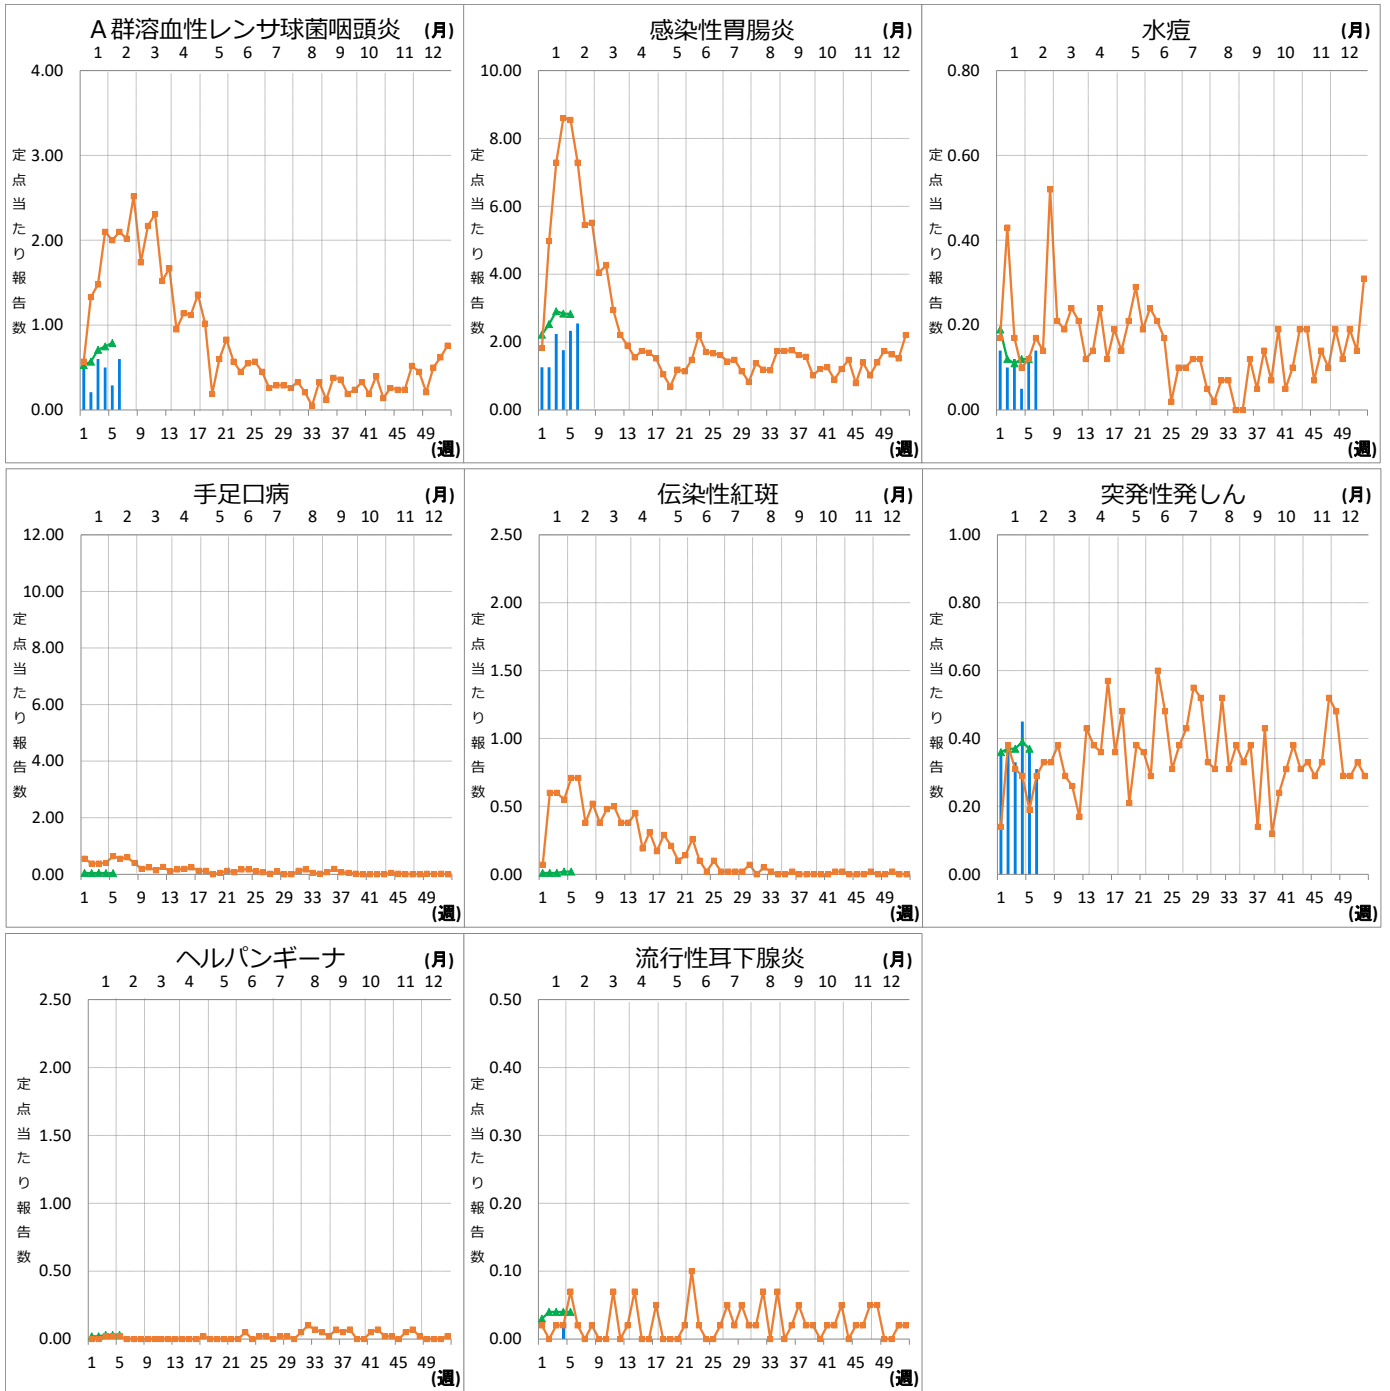 A群溶血性レンサ球菌咽頭炎 (月)
1 2 3 4 5 6 7 8 9 10 11 12
4.00
3.00
2.00
1.00
0.00
定点当たり報告数
1 5 9 13 17 21 25 29 33 37 41 45 49
(週)
感染性胃腸炎 (月)
1 2 3 4 5 6 7 8 9 10 11 12
10.00
8.00
6.00
4.00
2.00
0.00
定点当たり報告数
1 5 9 13 17 21 25 29 33 37 41 45 49
(週)
水痘 (月)
1 2 3 4 5 6 7 8 9 10 11 12
0.80
0.60
0.40
0.20
0.00
定点当たり報告数
1 5 9 13 17 21 25 29 33 37 41 45 49
(週)
手足口病 (月)
1 2 3 4 5 6 7 8 9 10 11 12
12.00
10.00
8.00
6.00
4.00
2.00
0.00
定点当たり報告数
1 5 9 13 17 21 25 29 33 37 41 45 49
(週)
伝染性紅斑 (月)
1 2 3 4 5 6 7 8 9 10 11 12
2.50
2.00
1.50
1.00
0.50
0.00
定点当たり報告数
1 5 9 13 17 21 25 29 33 37 41 45 49
(週)
突発性発しん (月)
1 2 3 4 5 6 7 8 9 10 11 12
1.00
0.80
0.60
0.40
0.20
0.00
定点当たり報告数
1 5 9 13 17 21 25 29 33 37 41 45 49
(週)
ヘルパンギーナ (月)
1 2 3 4 5 6 7 8 9 10 11 12
2.50
2.00
1.50
1.00
0.50
0.00
定点当たり報告数
1 5 9 13 17 21 25 29 33 37 41 45 49
(週)
流行性耳下腺炎 (月)
1 2 3 4 5 6 7 8 9 10 11 12
0.50
0.40
0.30
0.20
0.10
0.00
定点当たり報告数
1 5 9 13 17 21 25 29 33 37 41 45 49
(週)